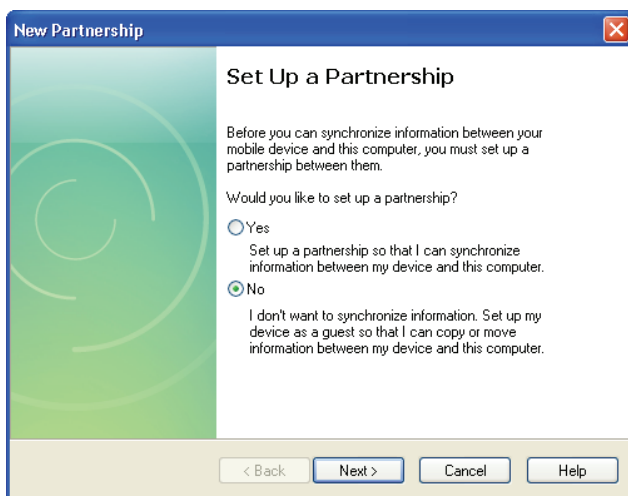 New Partnership
Set Up a Partnership
Before you can synchronize information between your
mobile device and this computer, you must set up a
partnership between them.
Would you like to set up a partnership?
Yes
Set up a partnership so that I can synchronize
information between my device and this computer.
No
I don't want to synchronize information. Set up my
device as a guest so that I can copy or move
information between my device and this computer.
< Back Next > Cancel Help